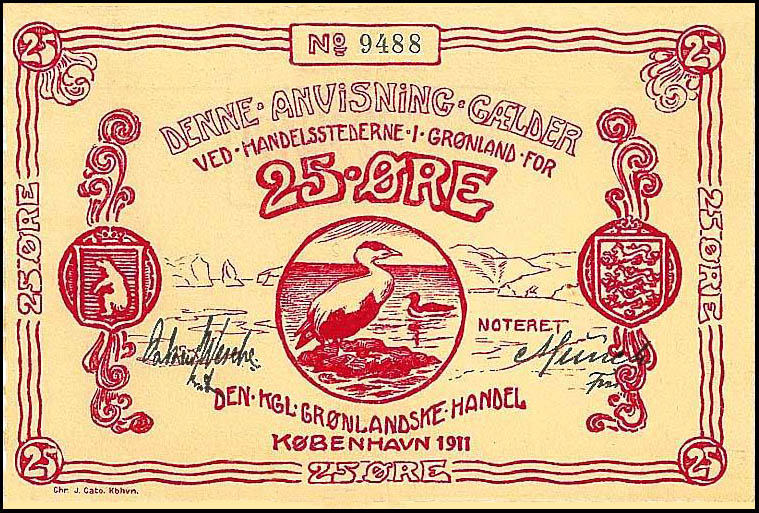 25
Nº 9488
25
DENNE · ANViSNiNG · GÆLDER
VED · HANDELSSTEDERNE · I · GRØNLAND · FOR
25 · ØRE
25 · ØRE
25 · ØRE
NOTERET
DEN · KGL · GRØNLANDSKE · HANDEL
KØBENHAVN 1911
25
25 · ØRE
25
Chr. J. Cato. Kbhvn.